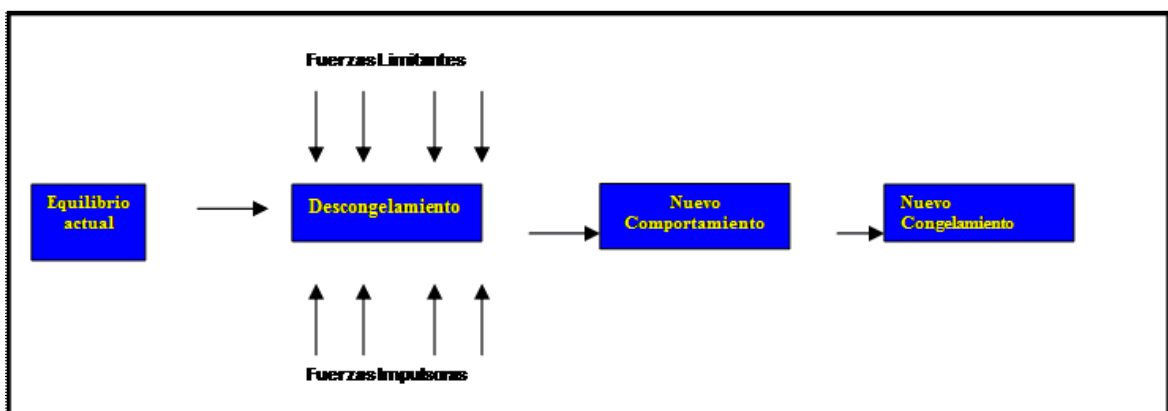 Fuerzas Limitantes
Equilibrio
actual
Descongelamiento
Nuevo
Comportamiento
Nuevo
Congelamiento
Fuerzas Impulsoras